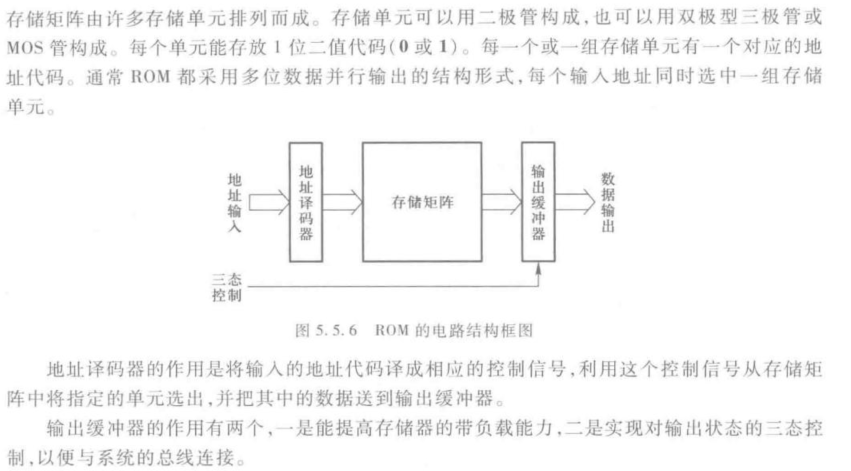 存储矩阵由许多存储单元排列而成。存储单元可以用二极管构成,也可以用双极型三极管或
MOS 管构成。每个单元能存放 1 位二值代码(0 或 1)。每一个或一组存储单元有一个对应的地
址代码。通常 ROM 都采用多位数据并行输出的结构形式,每个输入地址同时选中一组存储
单元。
地址输入
地址译码器
存储矩阵
输出缓冲器
数据输出
三态
控制
图 5.5.6 ROM 的电路结构框图
地址译码器的作用是将输入的地址代码译成相应的控制信号,利用这个控制信号从存储矩
阵中将指定的单元选出,并把其中的数据送到输出缓冲器。
输出缓冲器的作用有两个,一是能提高存储器的带负载能力,二是实现对输出状态的三态控
制,以便与系统的总线连接。